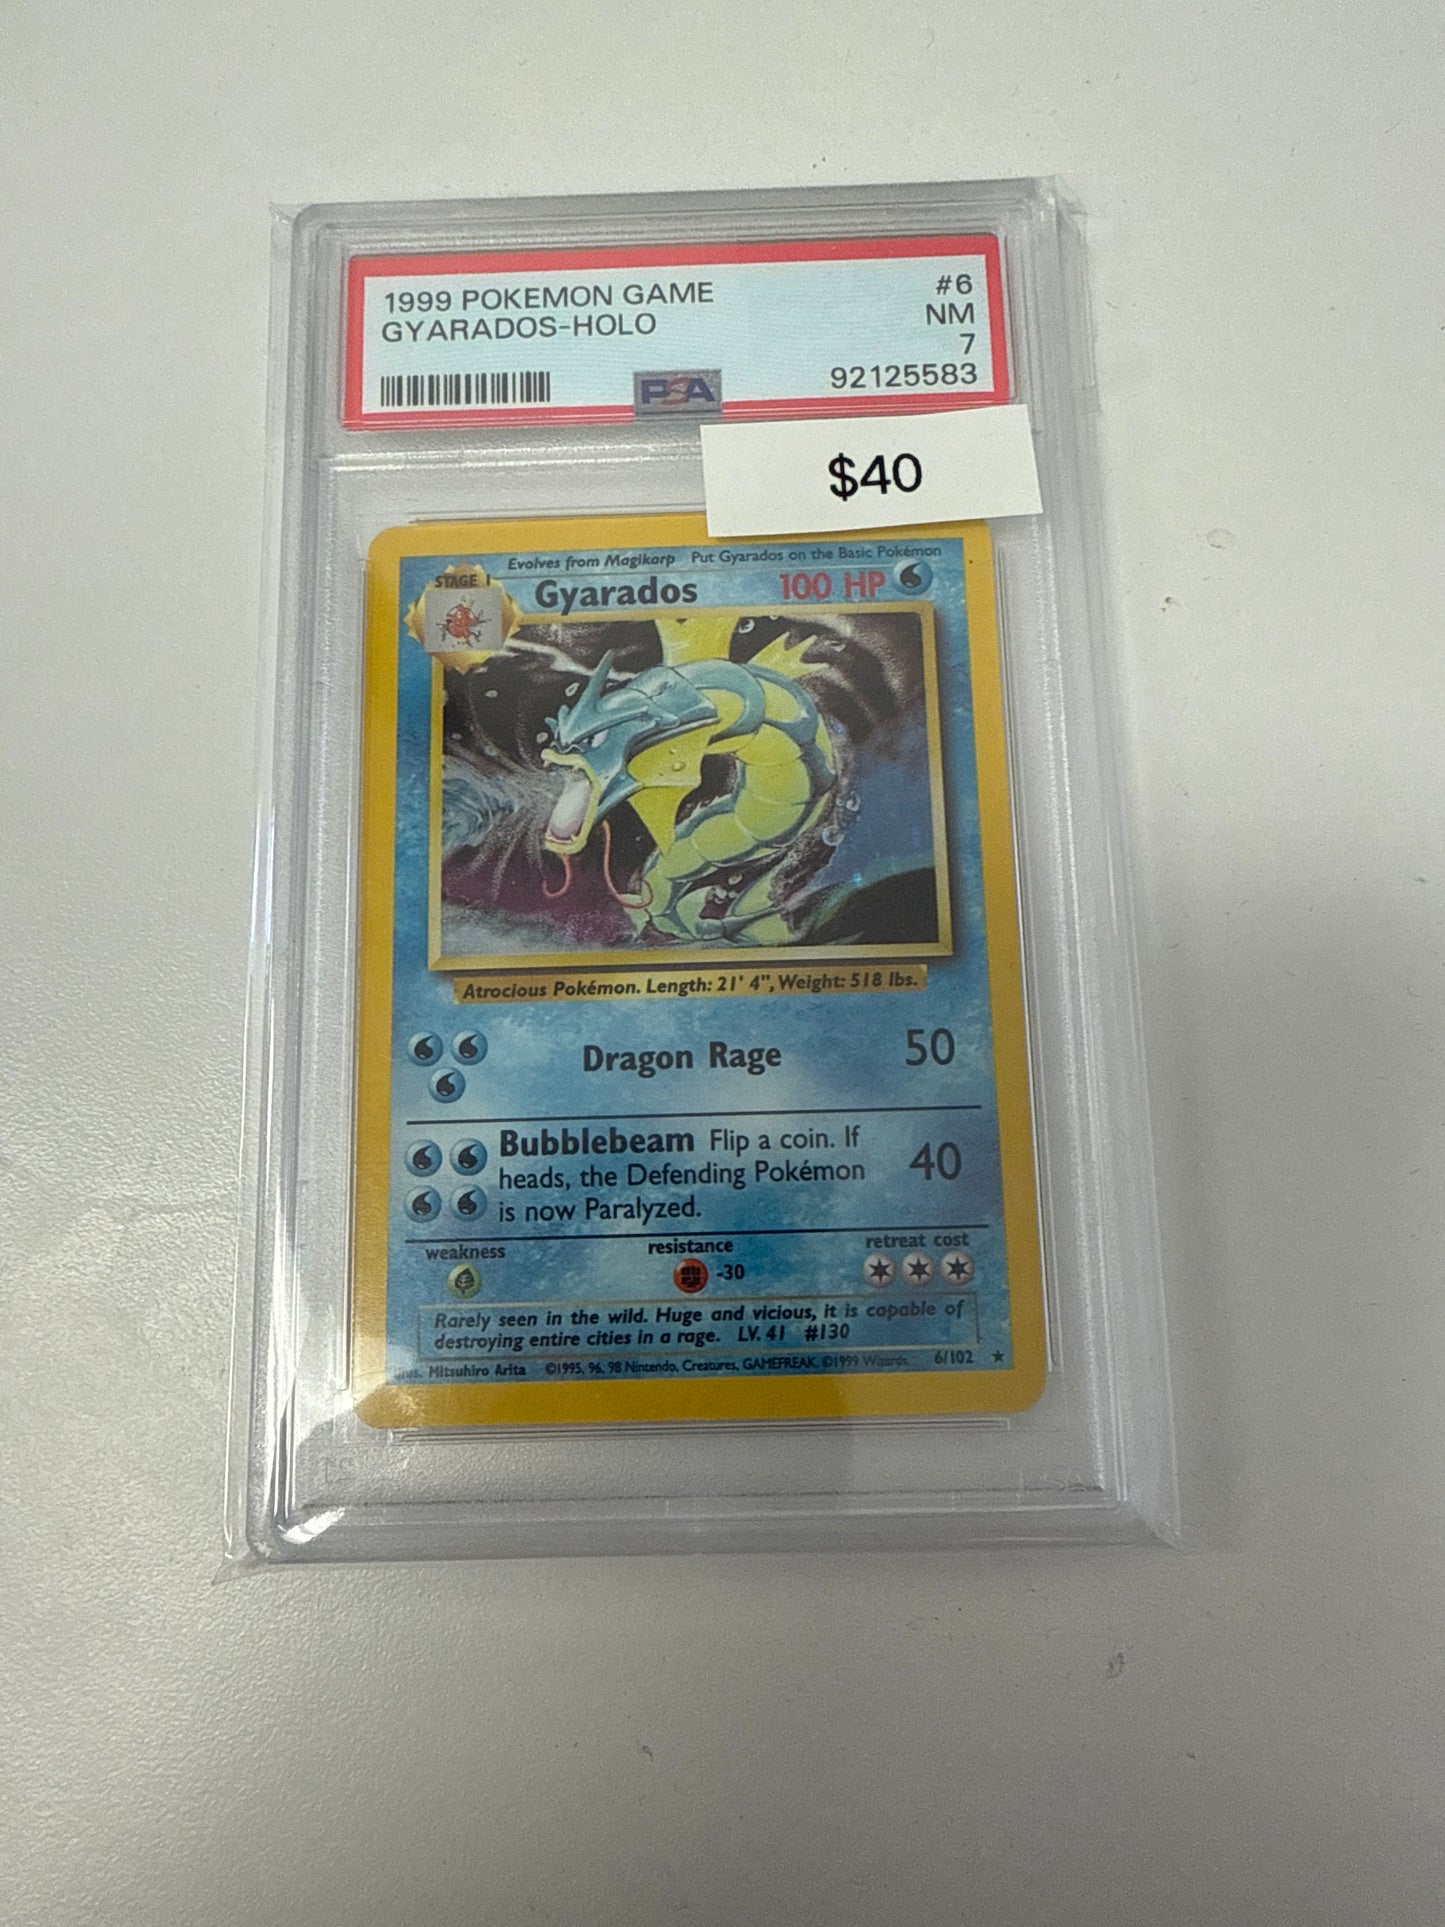 1999 POKEMON GAME #6
GYARADOS-HOLO NM
7
PSA 92125583
$40
Evolves from Magikarp Put Gyarados on the Basic Pokémon
STAGE 1
Gyarados 100 HP
Atrocious Pokémon. Length: 21' 4", Weight: 518 lbs.
Dragon Rage 50
Bubblebeam Flip a coin. If
heads, the Defending Pokémon 40
is now Paralyzed.
weakness resistance retreat cost
-30
Rarely seen in the wild. Huge and vicious, it is capable of
destroying entire cities in a rage. LV. 41 #130
Illus. Mitsuhiro Arita ©1995, 96, 98 Nintendo, Creatures, GAMEFREAK. ©1999 Wizards. 6/102 ★